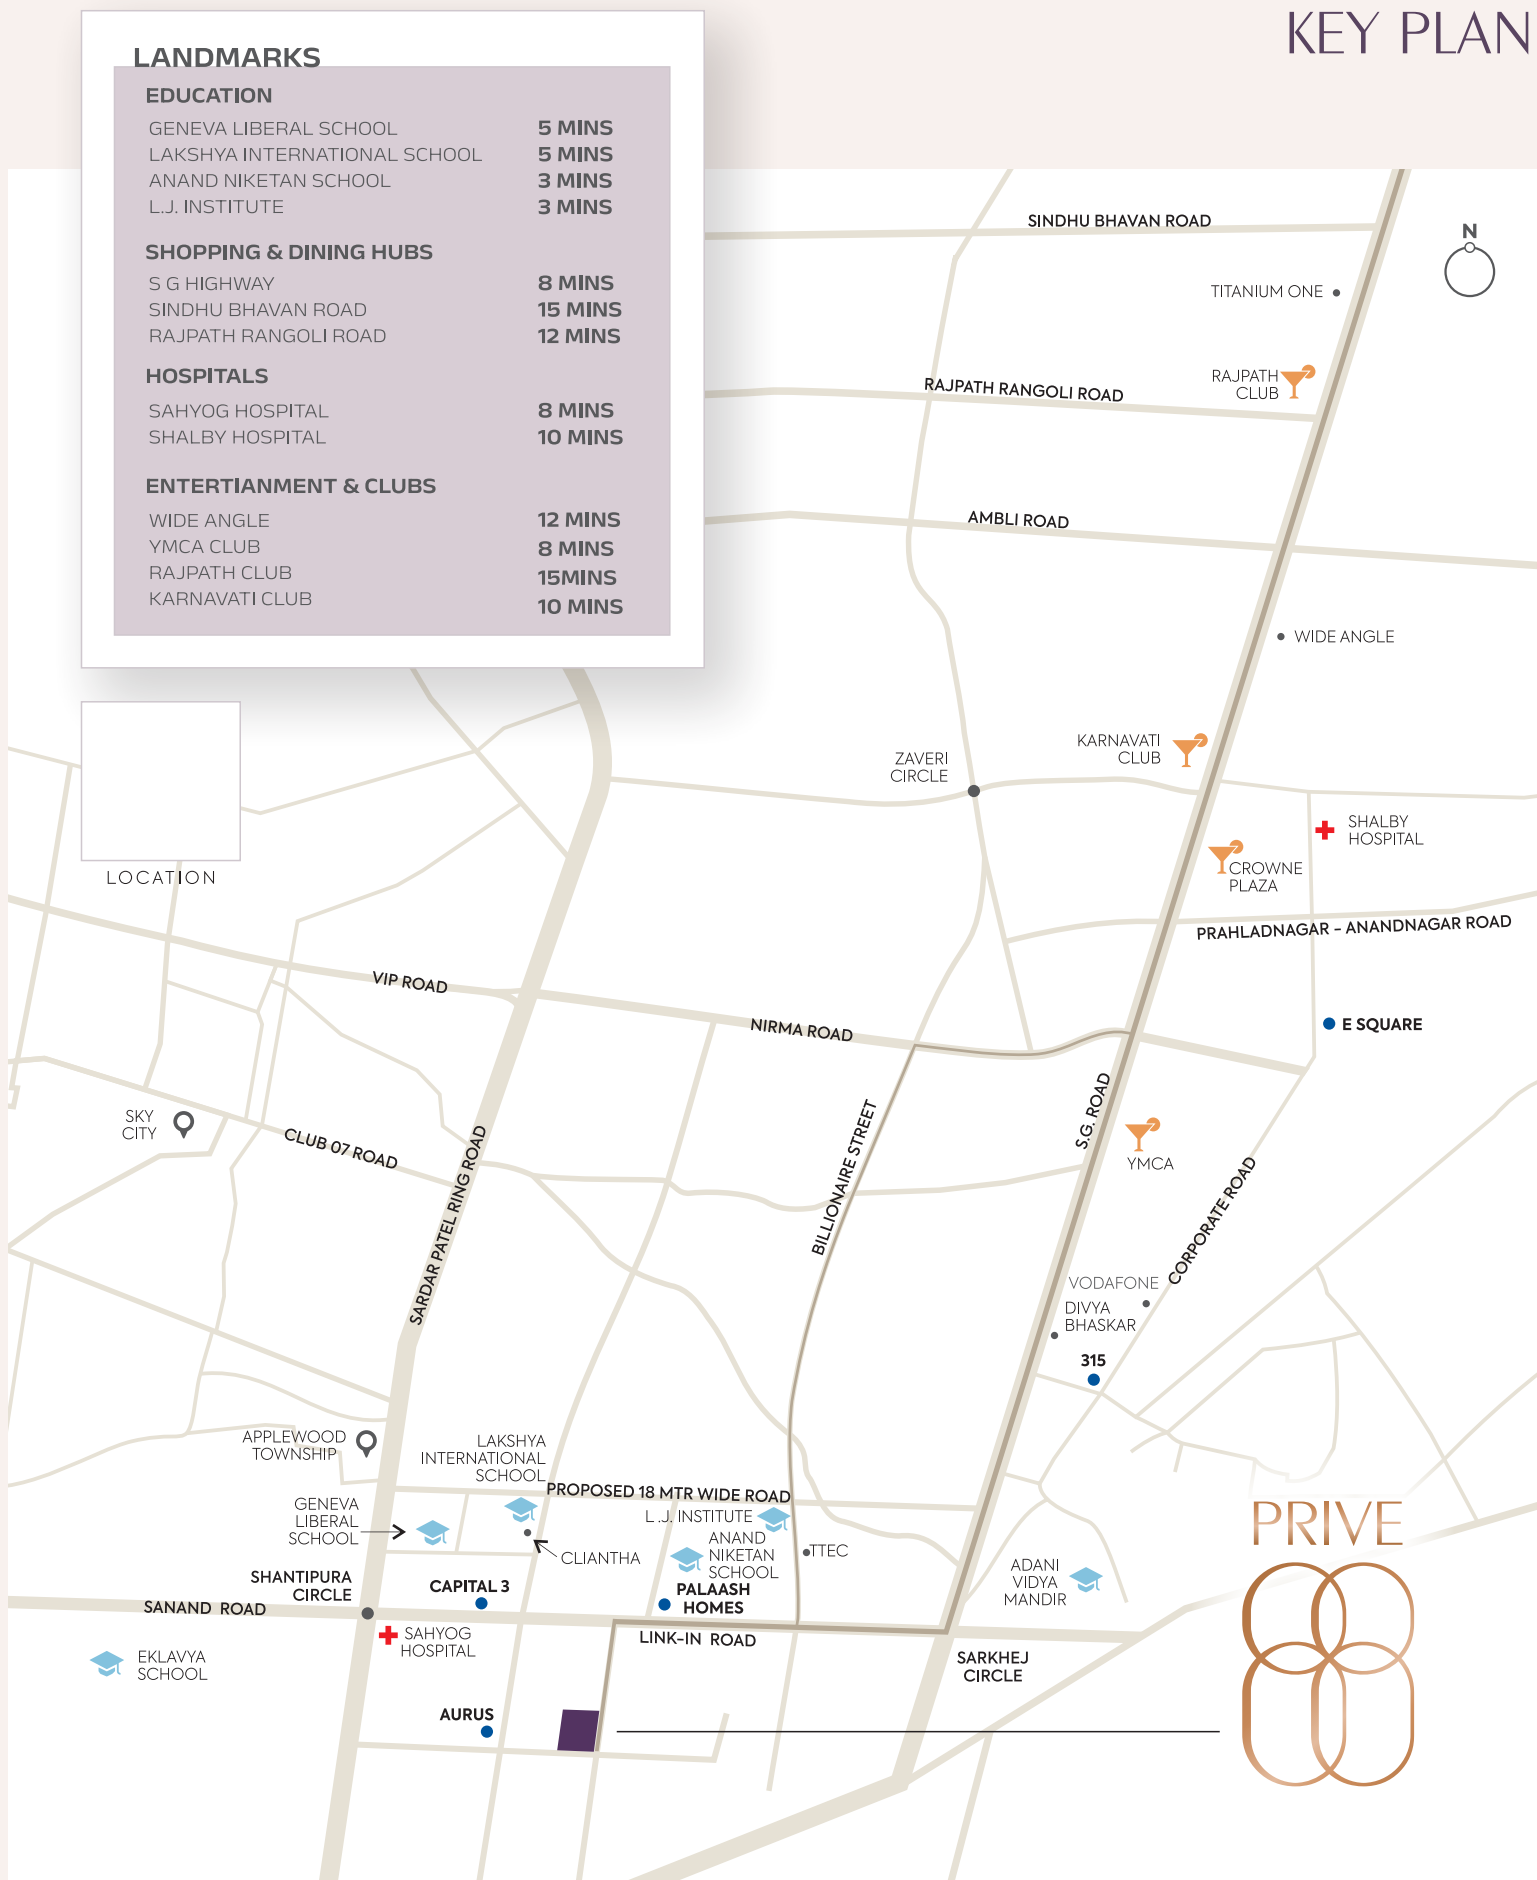 KEY PLAN
LANDMARKS
EDUCATION
GENEVA LIBERAL SCHOOL 5 MINS
LAKSHYA INTERNATIONAL SCHOOL 5 MINS
ANAND NIKETAN SCHOOL 3 MINS
L.J. INSTITUTE 3 MINS
SHOPPING & DINING HUBS
S G HIGHWAY 8 MINS
SINDHU BHAVAN ROAD 15 MINS
RAJPATH RANGOLI ROAD 12 MINS
HOSPITALS
SAHYOG HOSPITAL 8 MINS
SHALBY HOSPITAL 10 MINS
ENTERTIANMENT & CLUBS
WIDE ANGLE 12 MINS
YMCA CLUB 8 MINS
RAJPATH CLUB 15MINS
KARNAVATI CLUB 10 MINS
SINDHU BHAVAN ROAD
N
TITANIUM ONE
RAJPATH
CLUB
RAJPATH RANGOLI ROAD
AMBLI ROAD
WIDE ANGLE
KARNAVATI
CLUB
ZAVERI
CIRCLE
SHALBY
HOSPITAL
CROWNE
PLAZA
LOCATION
PRAHLADNAGAR - ANANDNAGAR ROAD
VIP ROAD
NIRMA ROAD
E SQUARE
S.G. ROAD
SKY
CITY
CLUB 07 ROAD
SARDAR PATEL RING ROAD
BILLIONAIRE STREET
YMCA
CORPORATE ROAD
VODAFONE
DIVYA
BHASKAR
315
APPLEWOOD
TOWNSHIP
LAKSHYA
INTERNATIONAL
SCHOOL
PROPOSED 18 MTR WIDE ROAD
GENEVA
LIBERAL
SCHOOL
L .J. INSTITUTE
ANAND
NIKETAN
SCHOOL
TTEC
CLIANTHA
ADANI
VIDYA
MANDIR
PRIVE
88
SHANTIPURA
CIRCLE
CAPITAL 3
PALAASH
HOMES
SANAND ROAD
SAHYOG
HOSPITAL
LINK-IN ROAD
EKLAVYA
SCHOOL
SARKHEJ
CIRCLE
AURUS